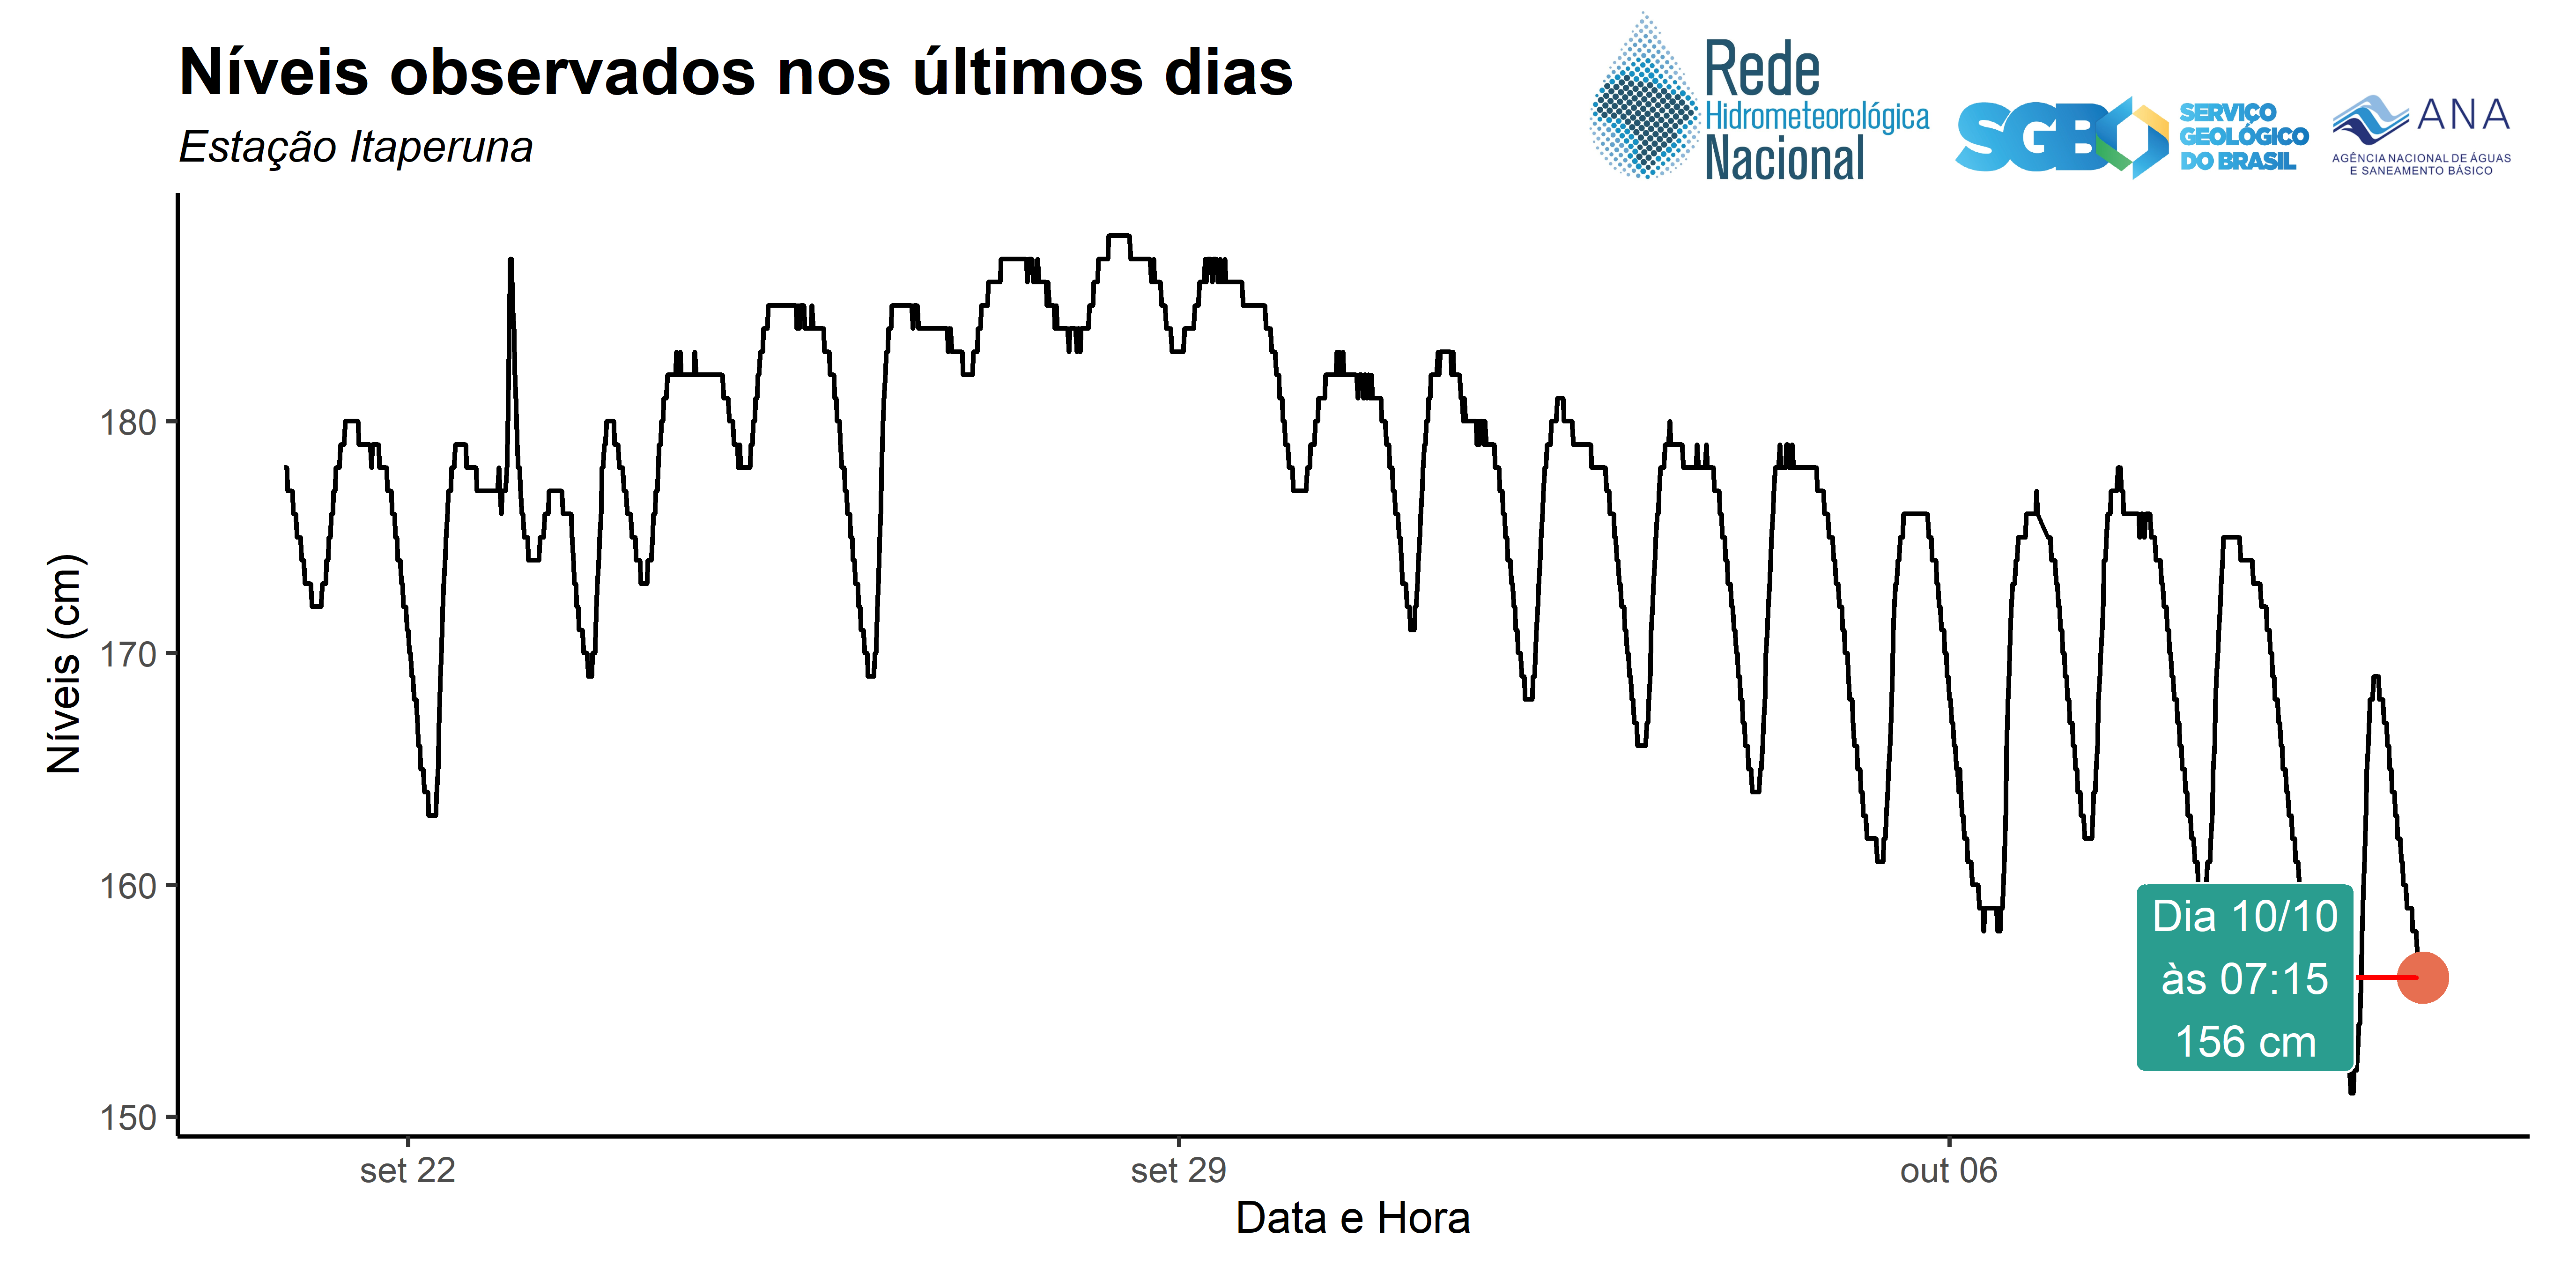 Níveis observados nos últimos dias
Estação Itaperuna
Rede
Hidrometeorológica
Nacional
SGB
SERVIÇO
GEOLÓGICO
DO BRASIL
ANA
AGÊNCIA NACIONAL DE ÁGUAS
E SANEAMENTO BÁSICO
Níveis (cm)
180
170
160
150
Dia 10/10
às 07:15
156 cm
set 22
set 29
out 06
Data e Hora